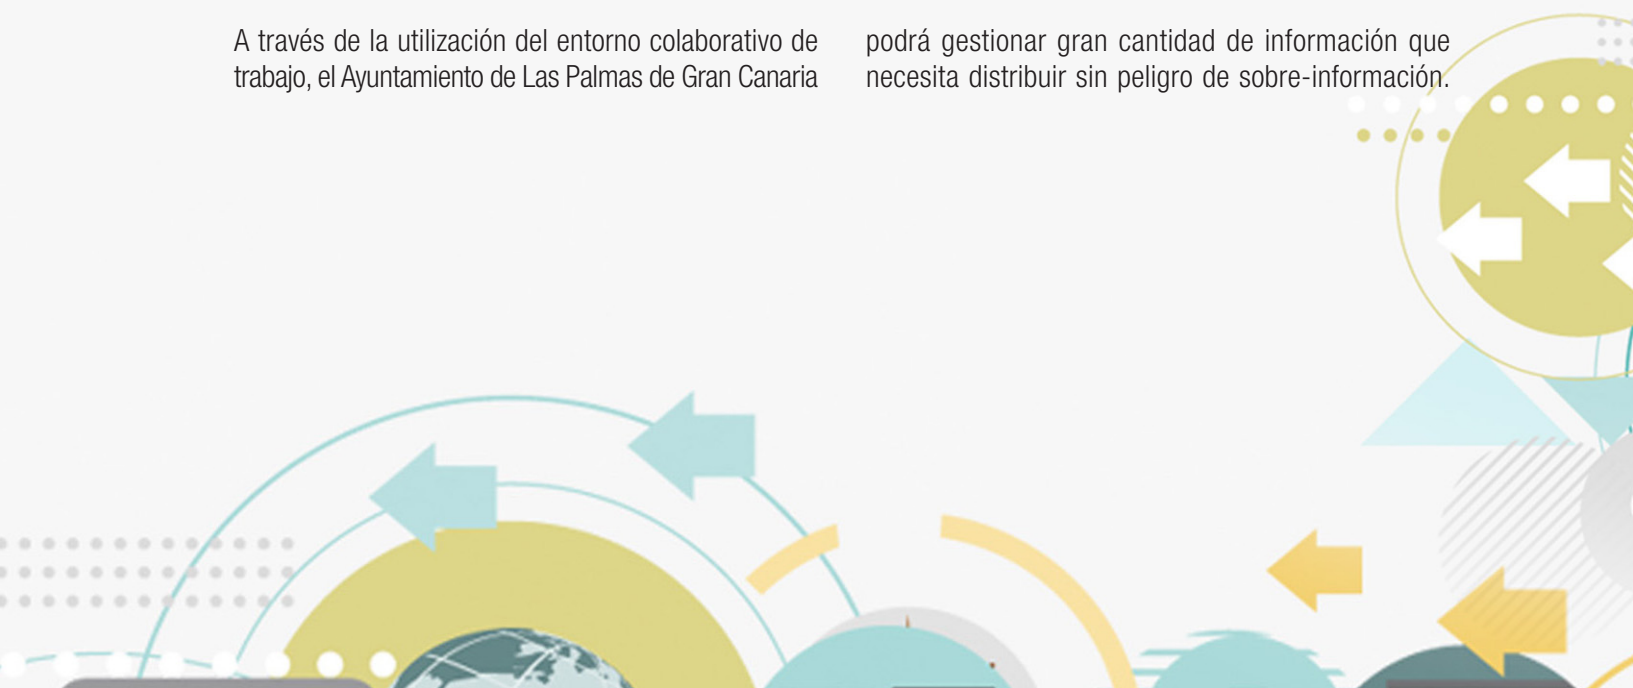 A través de la utilización del entorno colaborativo de
trabajo, el Ayuntamiento de Las Palmas de Gran Canaria
podrá gestionar gran cantidad de información que
necesita distribuir sin peligro de sobre-información.